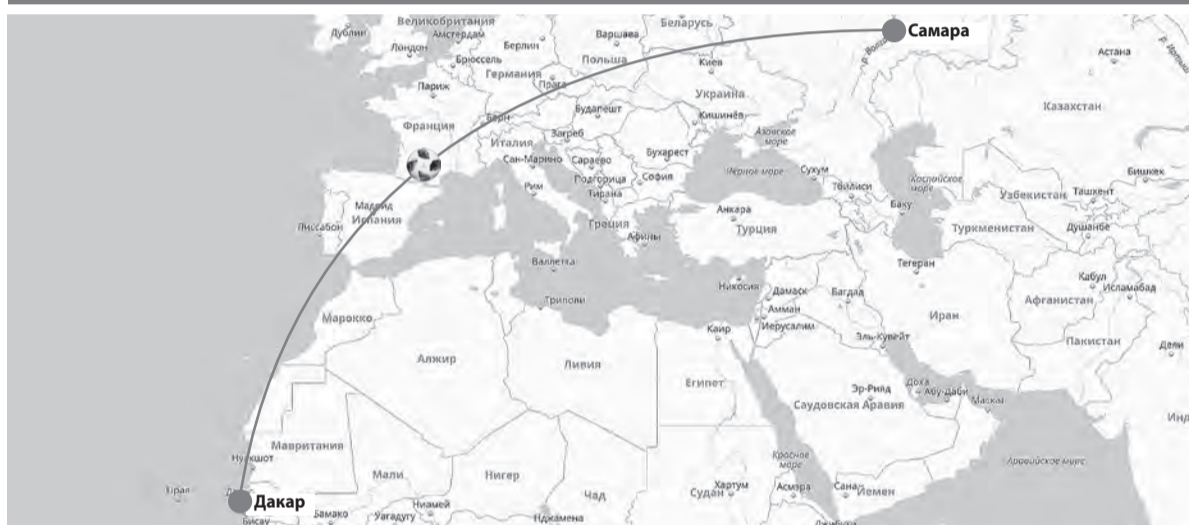 Великобритания
Беларусь
Самара
Дублин
Амстердам
Варшава
Лондон
Берлин
р. Волга
Астана
Брюссель
Польша
Киев
Германия
Прага
Париж
Украина
Казахстан
Будапешт
Берн
Кишинёв
Франция
Загреб
Азовское
море
Италия
Сан-Марино
Сараево
Бухарест
Чёрное море
Сухум
Каспийское
море
Бишкек
Подгорица
София
Тбилиси
Узбекистан
Ташкент
Рим
Тирана
Мадрид
Баку
Испания
Анкара
Лиссабон
Греция
Турция
Туркменистан
Душанбе
Афины
Валлетта
Тегеран
Кабул
Никосия
Дамаск
Багдад
Исламабад
Афганистан
Триполи
Амман
Марокко
Каир
Иерусалим
Иран
Эль-Кувейт
Пакистан
Дели
Алжир
Ливия
Египет
Эр-Рияд
Доха
Абу-Даби
Маскат
Саудовская Аравия
Инд
Мавритания
Нуакшот
Мали
Нигер
Красное
море
Аравийское море
Прая
Чад
Судан
Хартум
Асмэра
Сана
Йемен
Дакар
Ниамей
Бамако
Уагадугу
Нджамена
Бисау